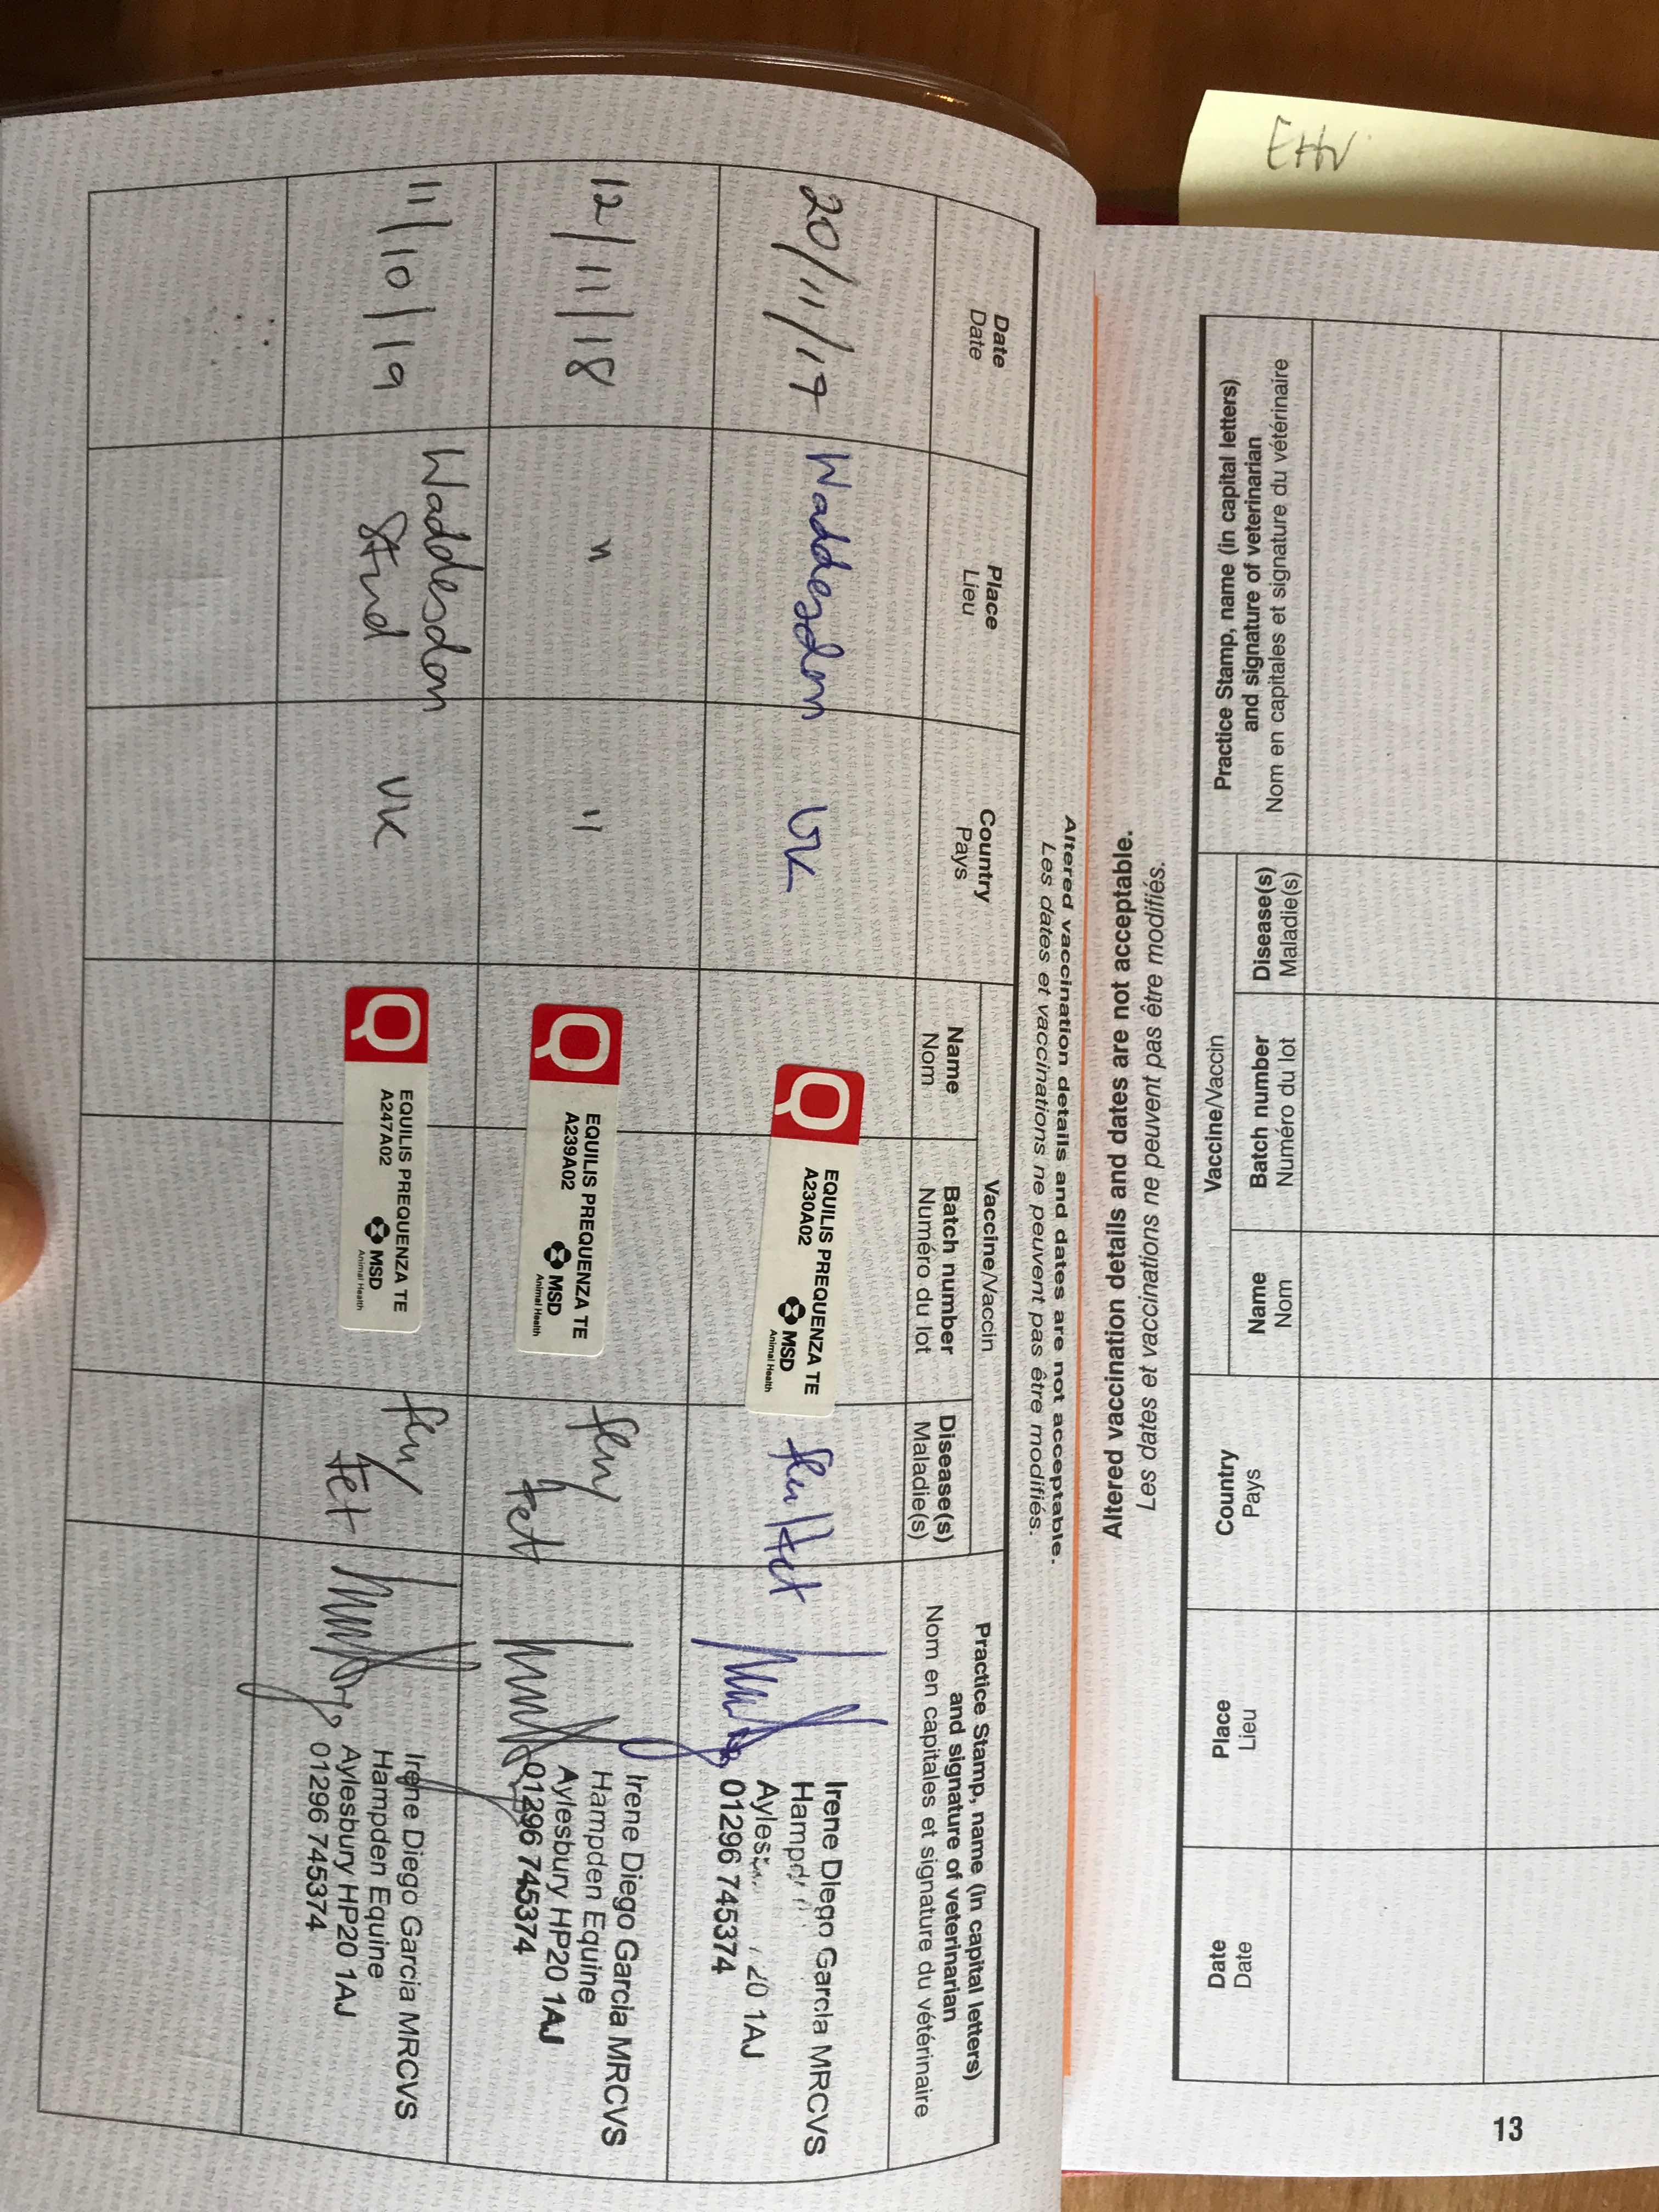 EHV
Altered vaccination details and dates are not acceptable.
Les dates et vaccinations ne peuvent pas être modifiés.
Date
Date
Place
Lieu
Country
Pays
Vaccine/Vaccin
Name
Nom
Batch number
Numéro du lot
Disease(s)
Maladie(s)
Practice Stamp, name (in capital letters)
and signature of veterinarian
Nom en capitales et signature du vétérinaire
20/11/17
Waddesdon
UK
EQUILIS PREQUENZA TE
A230A02
MSD
Animal Health
flu/tet
Irene Diego Garcia MRCVS
20 1AJ
01296 745374
12/11/18
"
"
EQUILIS PREQUENZA TE
A239A02
MSD
Animal Health
flu/
tet
Irene Diego Garcia MRCVS
Hampden Equine
Aylesbury HP20 1AJ
01296 745374
11/10/19
Waddesdon
Stud
UK
EQUILIS PREQUENZA TE
A247A02
MSD
Animal Health
flu/
tet
Irene Diego Garcia MRCVS
Hampden Equine
Aylesbury HP20 1AJ
01296 745374
Altered vaccination details and dates are not acceptable.
Les dates et vaccinations ne peuvent pas être modifiés.
Date
Date
Place
Lieu
Country
Pays
Vaccine/Vaccin
Name
Nom
Batch number
Numéro du lot
Disease(s)
Maladie(s)
Practice Stamp, name (in capital letters)
and signature of veterinarian
Nom en capitales et signature du vétérinaire
13